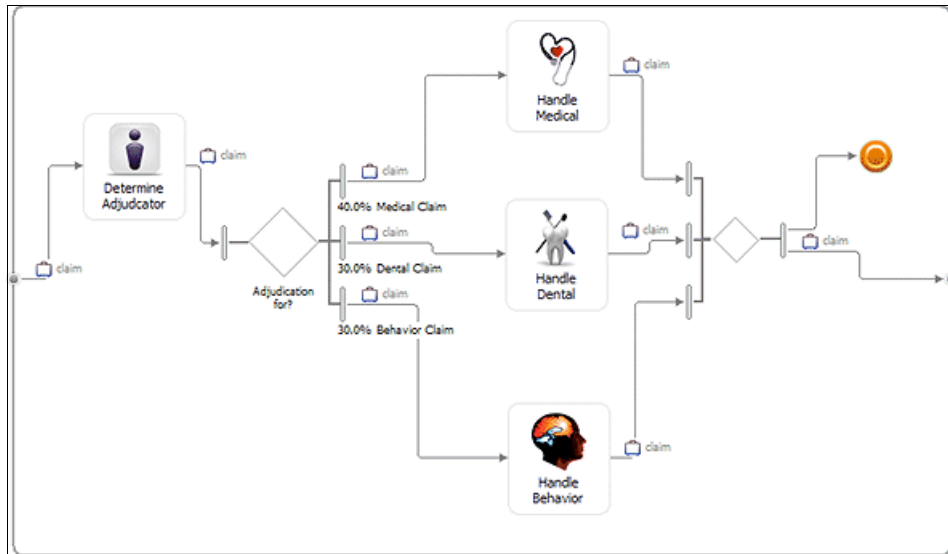 claim
Determine
Adjudcator
claim
Adjudication
for?
claim
40.0% Medical Claim
claim
30.0% Dental Claim
claim
30.0% Behavior Claim
Handle
Medical
claim
Handle
Dental
claim
Handle
Behavior
claim
claim